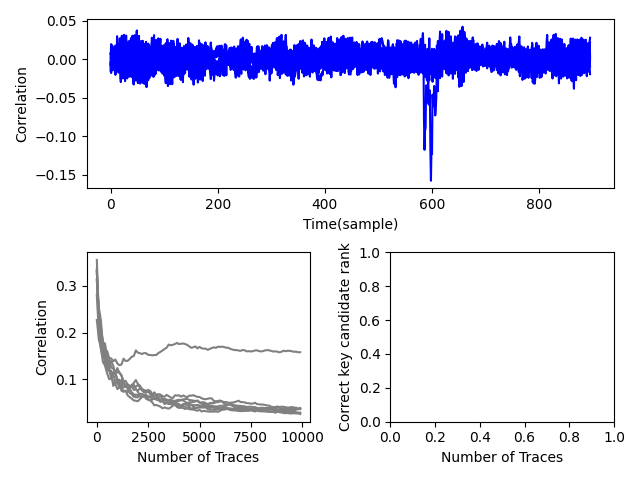 0.05
0.00
−0.05
−0.10
−0.15
Correlation
0 200 400 600 800
Time(sample)
0.3
0.2
0.1
Correlation
0 2500 5000 7500 10000
Number of Traces
1.0
0.8
0.6
0.4
0.2
0.0
Correct key candidate rank
0.0 0.2 0.4 0.6 0.8 1.0
Number of Traces